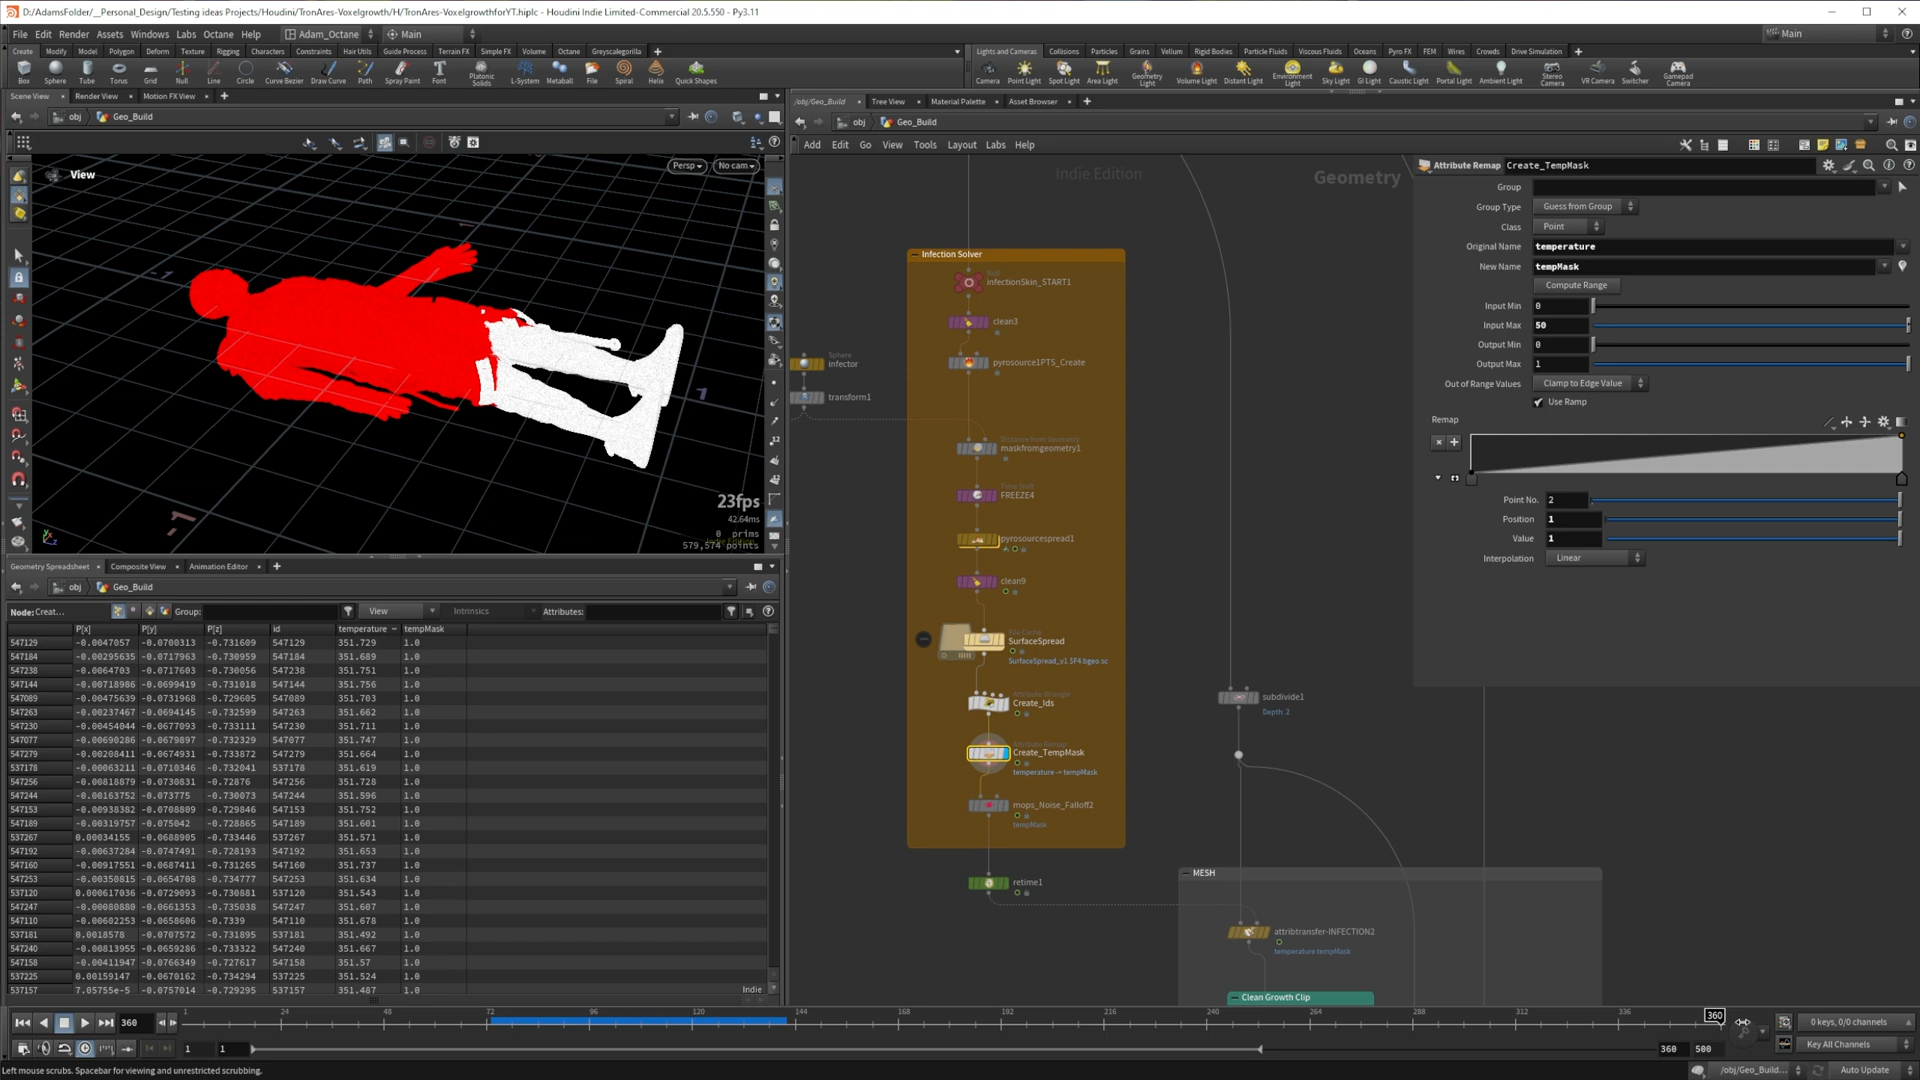 D:/AdamsFolder/__Personal_Design/Testing ideas Projects/Houdini/TronAres-Voxelgrowth/H/TronAres-VoxelgrowthforYT.hiplc - Houdini Indie Limited-Commercial 20.5.550 - Py3.11
File Edit Render Assets Windows Labs Octane Help Adam_Octane Main Main
Create Modify Model Polygon Deform Texture Rigging Characters Constraints Hair Utils Guide Process Terrain FX Simple FX Volume Octane Greyscalegorilla
Lights and Cameras Collisions Particles Grains Vellum Rigid Bodies Particle Fluids Viscous Fluids Oceans Pyro FX FEM Wires Crowds Drive Simulation
Box Sphere Tube Torus Grid Null Line Circle Curve Bezier Draw Curve Path Spray Paint Font Platonic Solids L-System Metaball File Spiral Helix Quick Shapes
Camera Point Light Spot Light Area Light Geometry Light Volume Light Distant Light Environment Light Sky Light GI Light Caustic Light Portal Light Ambient Light Stereo Camera VR Camera Switcher Gamepad Camera
Scene View Render View Motion FX View
obj Geo_Build
View
Persp No cam
-1
1
23fps
42.64ms
0 prims
579,574 points
Indie Edition
Geometry Spreadsheet Composite View Animation Editor
obj Geo_Build
Node: Creat... Group: View Intrinsics Attributes:
P[x] P[y] P[z] id temperature tempMask
547129 -0.0047057 -0.0700313 -0.731609 547129 351.729 1.0
547184 -0.00295635 -0.0717963 -0.730959 547184 351.689 1.0
547238 -0.0064703 -0.0717603 -0.730056 547238 351.751 1.0
547144 -0.00718986 -0.0699419 -0.731018 547144 351.756 1.0
547089 -0.00475639 -0.0731968 -0.729605 547089 351.703 1.0
547263 -0.00237467 -0.0694145 -0.732599 547263 351.662 1.0
547230 -0.00454044 -0.0677093 -0.733111 547230 351.711 1.0
547077 -0.00690286 -0.0679897 -0.732329 547077 351.747 1.0
547279 -0.00208411 -0.0674931 -0.733872 547279 351.664 1.0
537178 -0.00063211 -0.0710346 -0.732041 537178 351.619 1.0
547256 -0.00818879 -0.0730831 -0.72876 547256 351.728 1.0
547244 -0.00163752 -0.073775 -0.730073 547244 351.596 1.0
547153 -0.00938382 -0.0708809 -0.729846 547153 351.752 1.0
547189 -0.00319757 -0.075042 -0.728865 547189 351.601 1.0
537267 0.00034155 -0.0688905 -0.733446 537267 351.571 1.0
547192 -0.00637284 -0.0747491 -0.728193 547192 351.653 1.0
547160 -0.00917551 -0.0687411 -0.731265 547160 351.737 1.0
547253 -0.00350815 -0.0654708 -0.734777 547253 351.634 1.0
537120 0.000617036 -0.0729093 -0.730881 537120 351.543 1.0
547247 -0.00080880 -0.0661353 -0.735038 547247 351.607 1.0
547110 -0.00602253 -0.0658606 -0.7339 547110 351.678 1.0
537181 0.0018578 -0.0707572 -0.731895 537181 351.492 1.0
547240 -0.00813955 -0.0659286 -0.733322 547240 351.667 1.0
547158 -0.00411947 -0.0766349 -0.727617 547158 351.57 1.0
537225 0.00159147 -0.0670162 -0.734294 537225 351.524 1.0
537157 7.05755e-5 -0.0757014 -0.729295 537157 351.487 1.0
Indie
/obj/Geo_Build Tree View Material Palette Asset Browser
obj Geo_Build
Add Edit Go View Tools Layout Labs Help
Indie Edition
Geometry
Infection Solver
Null
infectionSkin_START1
clean3
pyrosource1PTS_Create
Sphere
infector
transform1
Distance from Geometry
maskfromgeometry1
Time Shift
FREEZE4
pyrosourcespread1
clean9
File Cache
SurfaceSpread
SurfaceSpread_v1.$F4.bgeo.sc
Attribute Wrangle
Create_Ids
Attribute Remap
Create_TempMask
temperature -> tempMask
mops_Noise_Falloff2
tempMask
retime1
subdivide1
Depth: 2
MESH
attribtransfer-INFECTION2
temperature tempMask
Clean Growth Clip
Attribute Remap Create_TempMask
Group
Group Type Guess from Group
Class Point
Original Name temperature
New Name tempMask
Compute Range
Input Min 0
Input Max 50
Output Min 0
Output Max 1
Out of Range Values Clamp to Edge Value
Use Ramp
Remap
Point No. 2
Position 1
Value 1
Interpolation Linear
360 1 24 48 72 96 120 144 168 192 216 240 264 288 312 336 360
0 keys, 0/0 channels
1 1 360 500 Key All Channels
Left mouse scrubs. Spacebar for viewing and unrestricted scrubbing.
/obj/Geo_Build... Auto Update